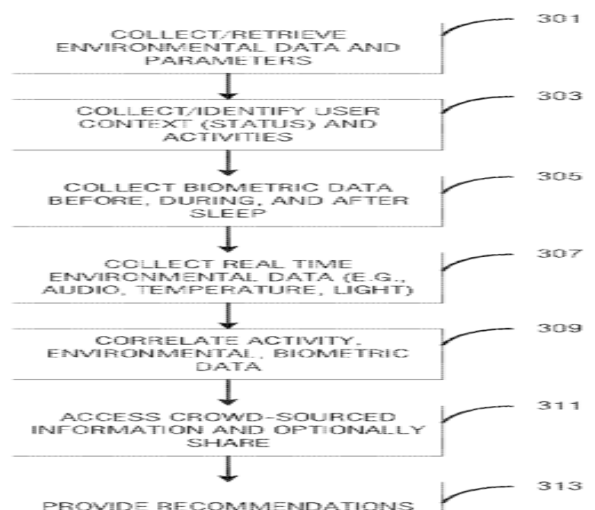 301
COLLECT/RETRIEVE
ENVIRONMENTAL DATA AND
PARAMETERS
303
COLLECT/IDENTIFY USER
CONTEXT (STATUS) AND
ACTIVITIES
305
COLLECT BIOMETRIC DATA
BEFORE, DURING, AND AFTER
SLEEP
307
COLLECT REAL TIME
ENVIRONMENTAL DATA (E.G.,
AUDIO, TEMPERATURE, LIGHT)
309
CORRELATE ACTIVITY,
ENVIRONMENTAL, BIOMETRIC
DATA
311
ACCESS CROWD-SOURCED
INFORMATION AND OPTIONALLY
SHARE
313
PROVIDE RECOMMENDATIONS